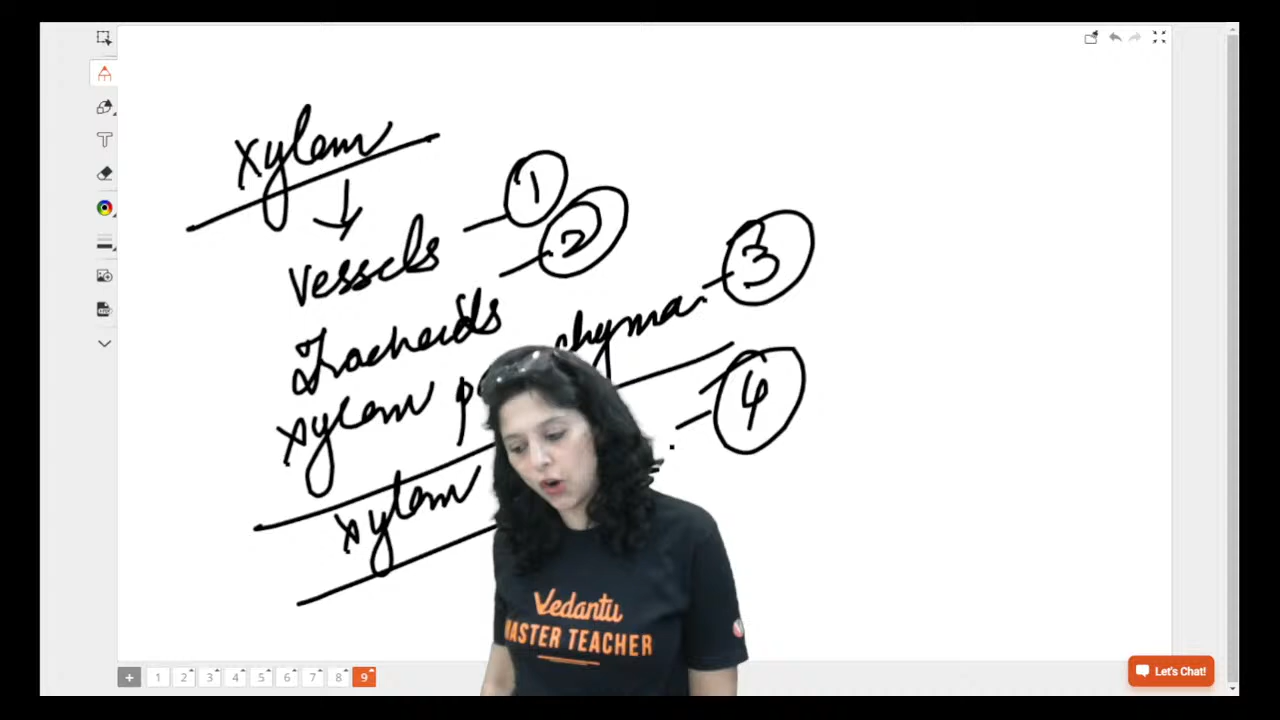 xylem
↓
Vessels - 1
Tracheids - 2
xylem p chyma - 3
xylem - 4
Vedantu
MASTER TEACHER
+ 1 2 3 4 5 6 7 8 9
Let's Chat!